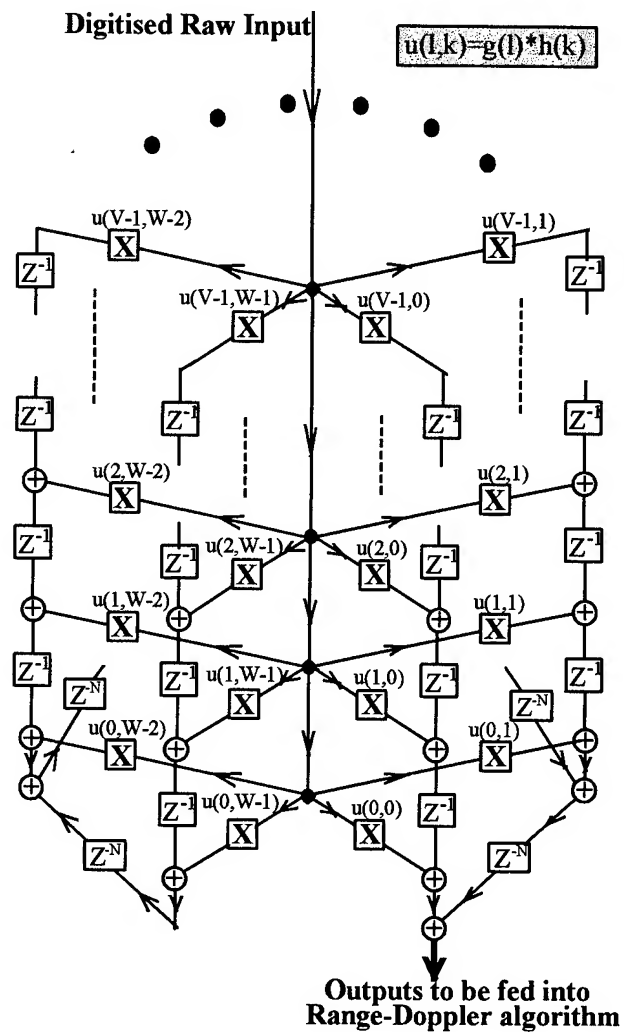 Digitised Raw Input
u(l,k)=g(l)*h(k)
u(V-1,W-2)
u(V-1,1)
X
X
Z⁻¹
Z⁻¹
u(V-1,W-1)
u(V-1,0)
X
X
Z⁻¹
Z⁻¹
Z⁻¹
Z⁻¹
u(2,W-2)
u(2,1)
X
X
Z⁻¹
Z⁻¹
u(2,W-1)
u(2,0)
Z⁻¹
X
X
Z⁻¹
u(1,W-2)
u(1,1)
X
X
Z⁻¹
Z⁻¹
Z⁻¹
Z⁻¹
u(1,W-1)
u(1,0)
Z⁻ᴺ
X
X
Z⁻ᴺ
u(0,W-2)
u(0,1)
X
X
u(0,W-1)
u(0,0)
Z⁻¹
Z⁻¹
X
X
Z⁻ᴺ
Z⁻ᴺ
Outputs to be fed into
Range-Doppler algorithm